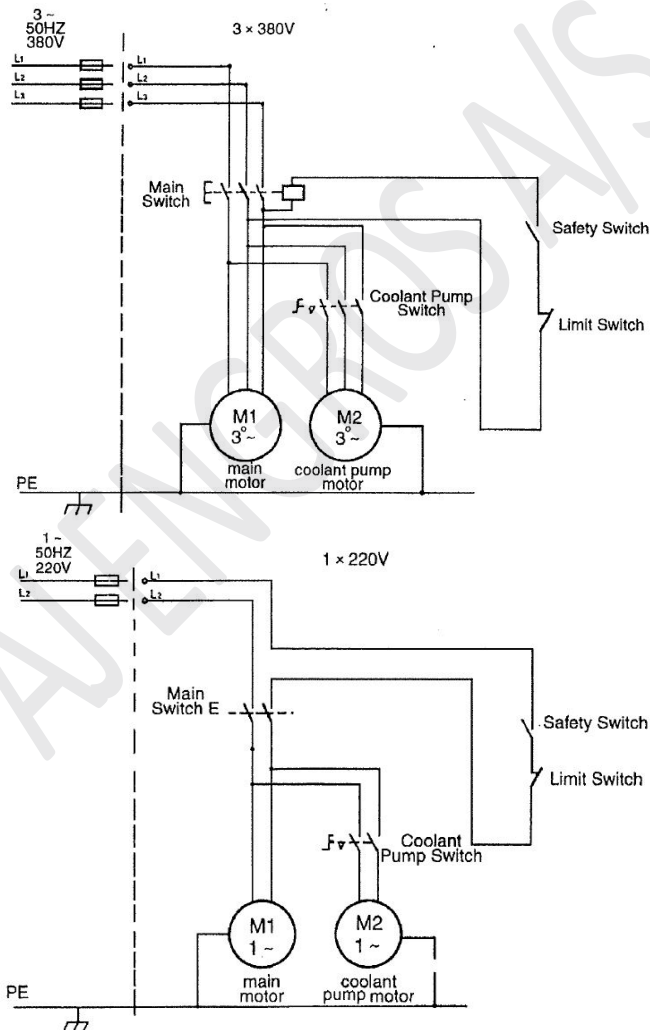 3 ~
50HZ
380V
3 × 380V
L1 L1
L2 L2
L3 L3
Main
Switch
Safety Switch
Coolant Pump
Switch
Limit Switch
M1
3~
M2
3~
main
motor
coolant pump
motor
PE
1 ~
50HZ
220V
1 × 220V
L1 L1
L2 L2
Main
Switch E
Safety Switch
Limit Switch
Coolant
Pump Switch
M1
1 ~
M2
1 ~
main
motor
coolant
pump motor
PE
AJ ENGROS A/S